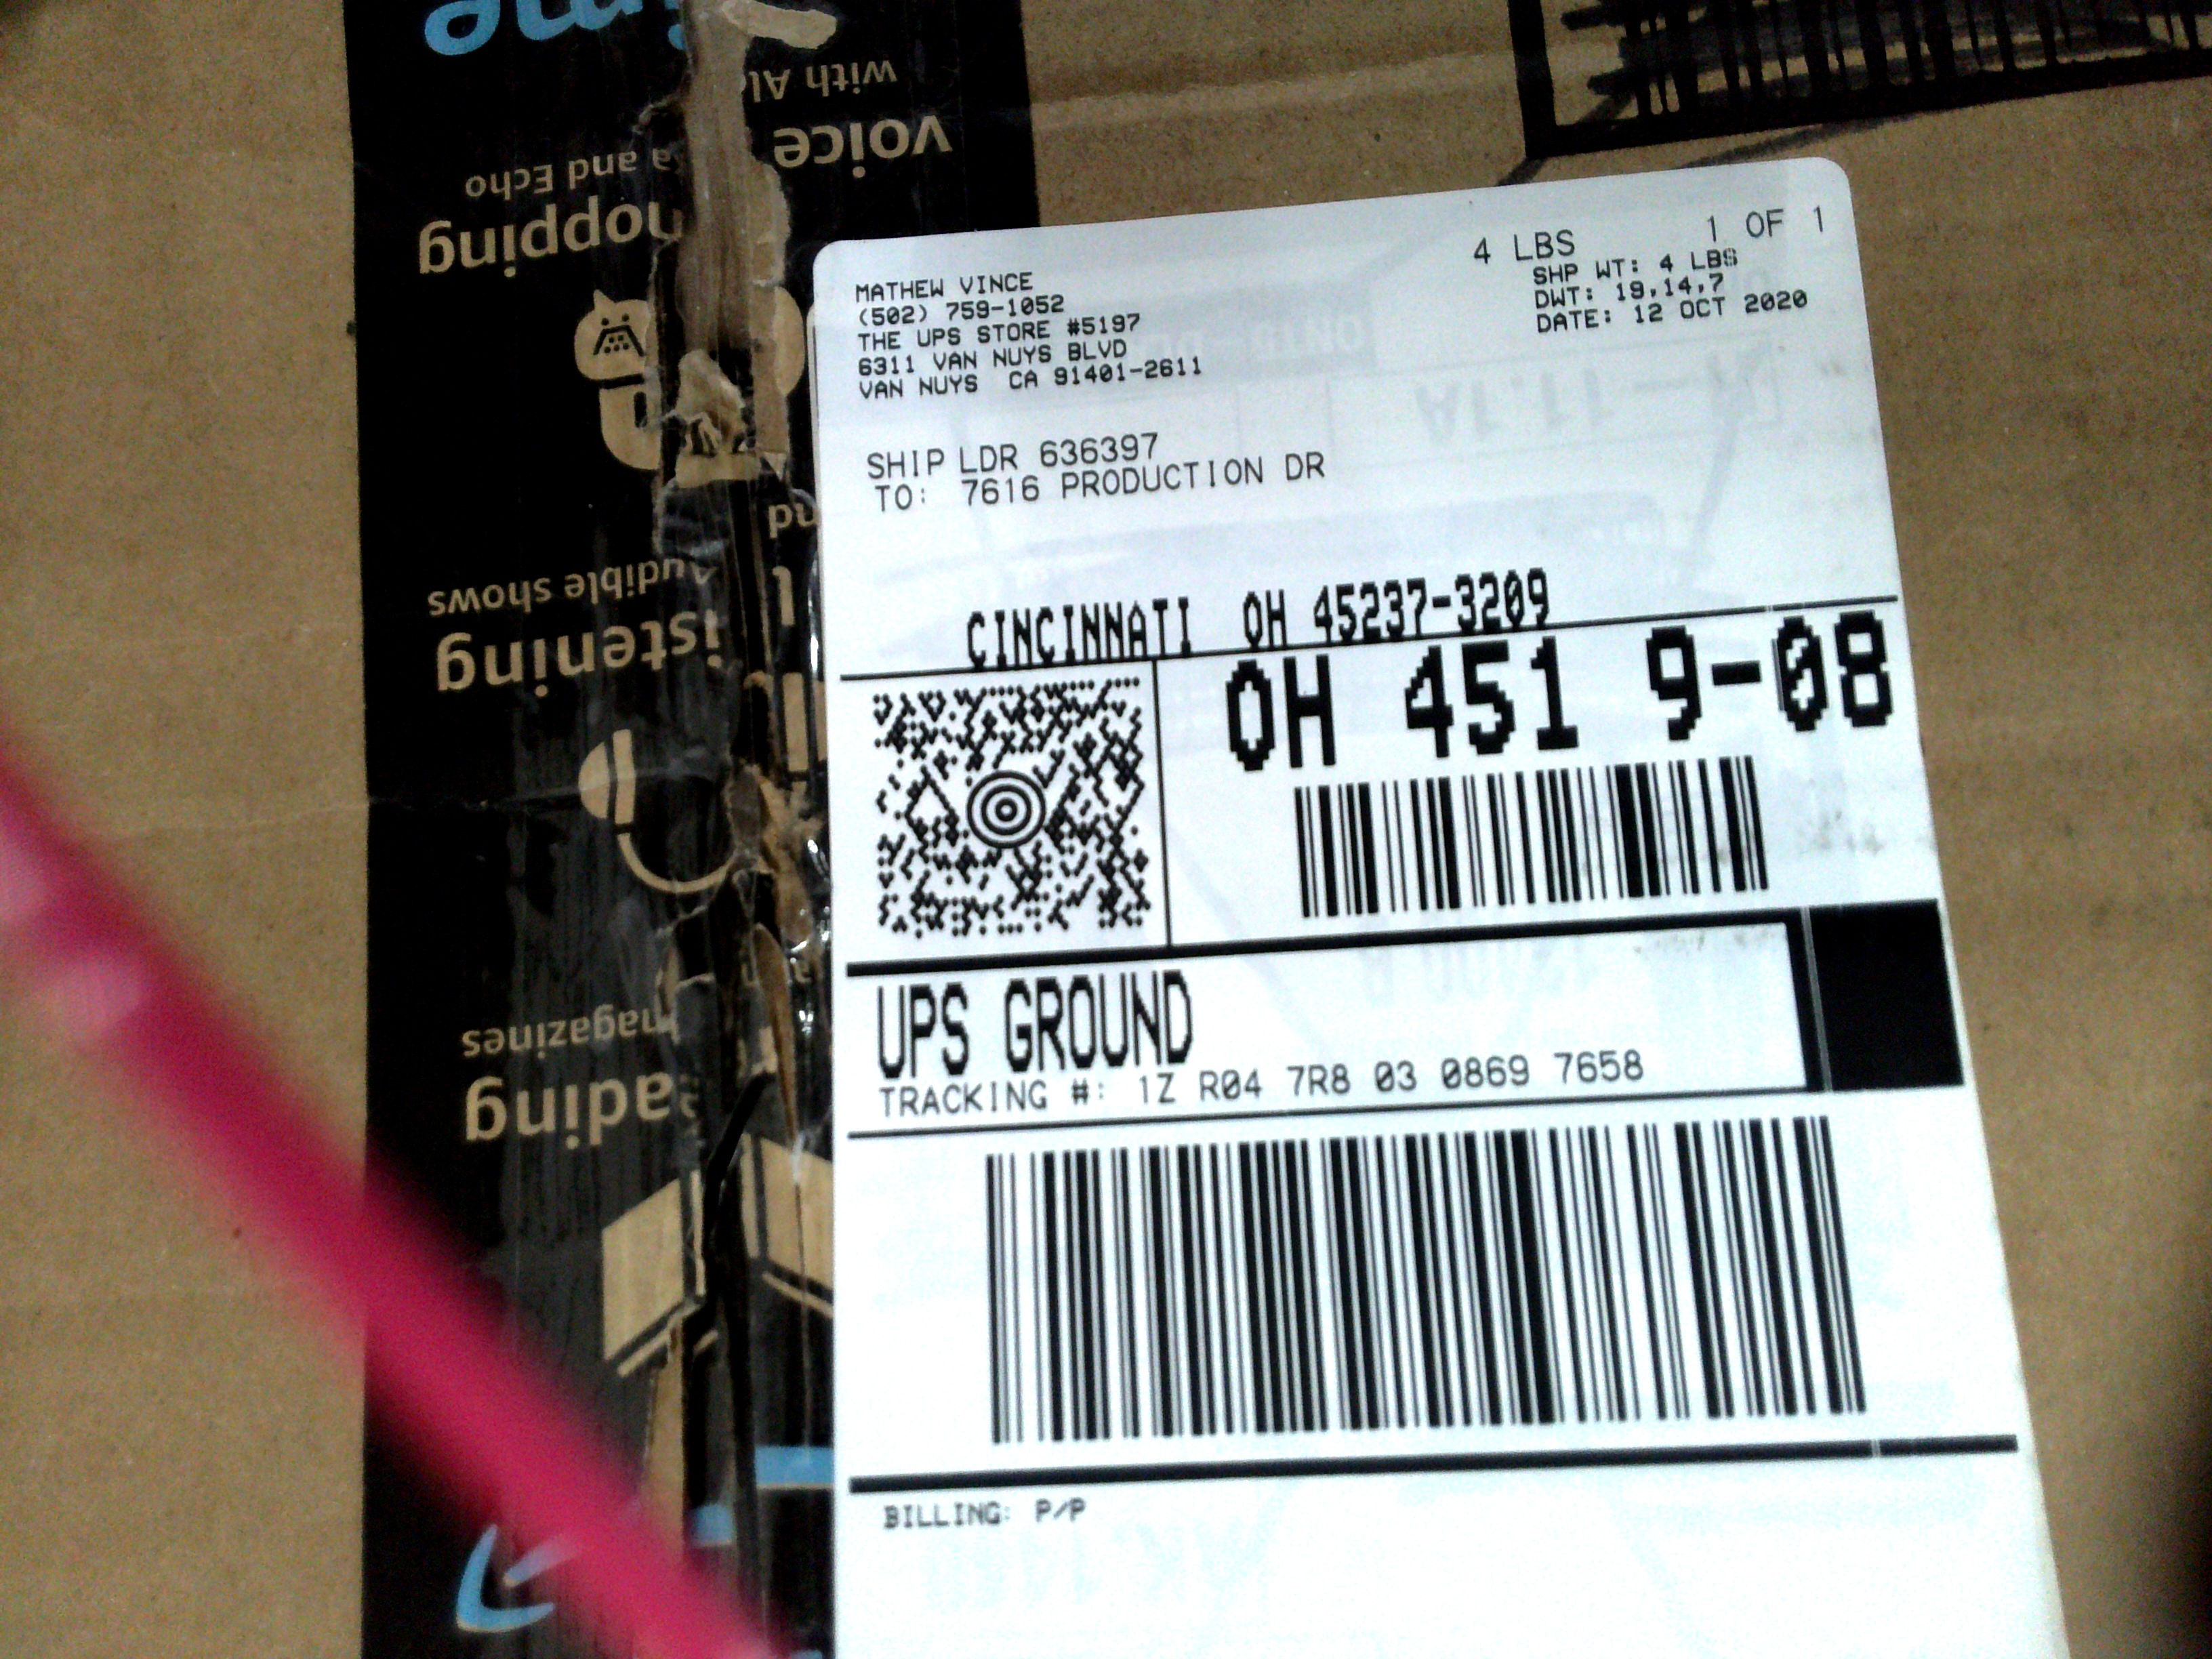 MATHEW VINCE
(502) 759-1052
THE UPS STORE #5197
6311 VAN NUYS BLVD
VAN NUYS CA 91401-2611
4 LBS 1 OF 1
SHP WT: 4 LBS
DWT: 19,14,7
DATE: 12 OCT 2020
SHIP LDR 636397
TO: 7616 PRODUCTION DR
CINCINNATI OH 45237-3209
OH 451 9-08
UPS GROUND
TRACKING #: 1Z R04 7R8 03 0869 7658
BILLING: P/P
eading
magazines
istening
Audible shows
hopping
a and Echo
voice
with Al